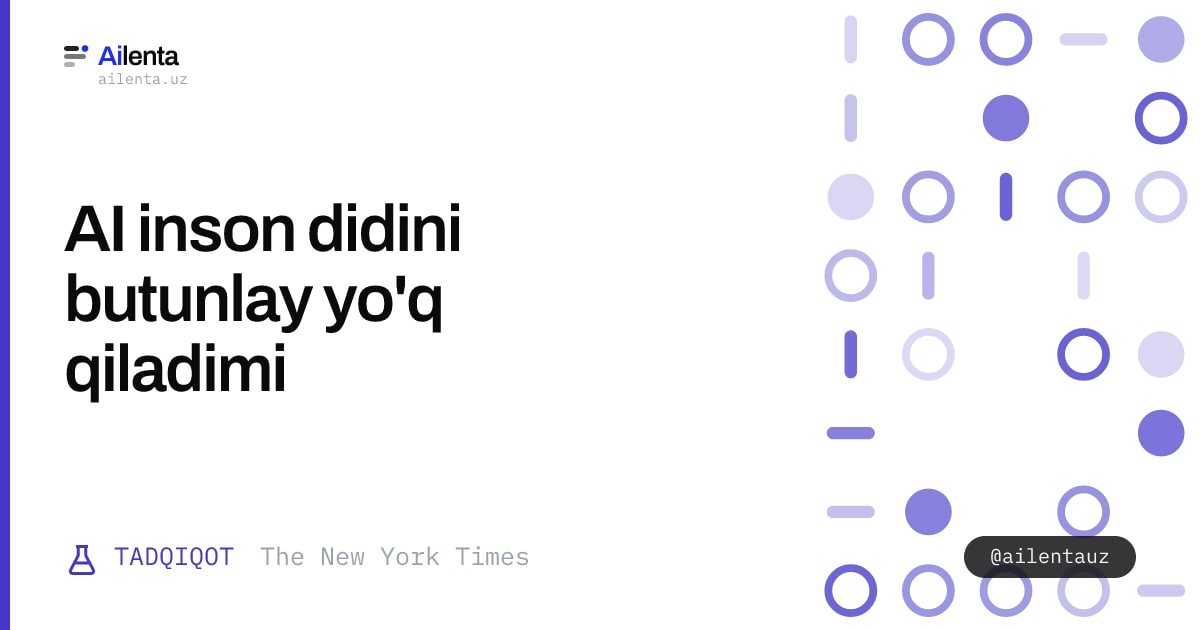 Ailenta
ailenta.uz
AI inson didini
butunlay yo'q
qiladimi
TADQIQOT The New York Times
@ailentauz